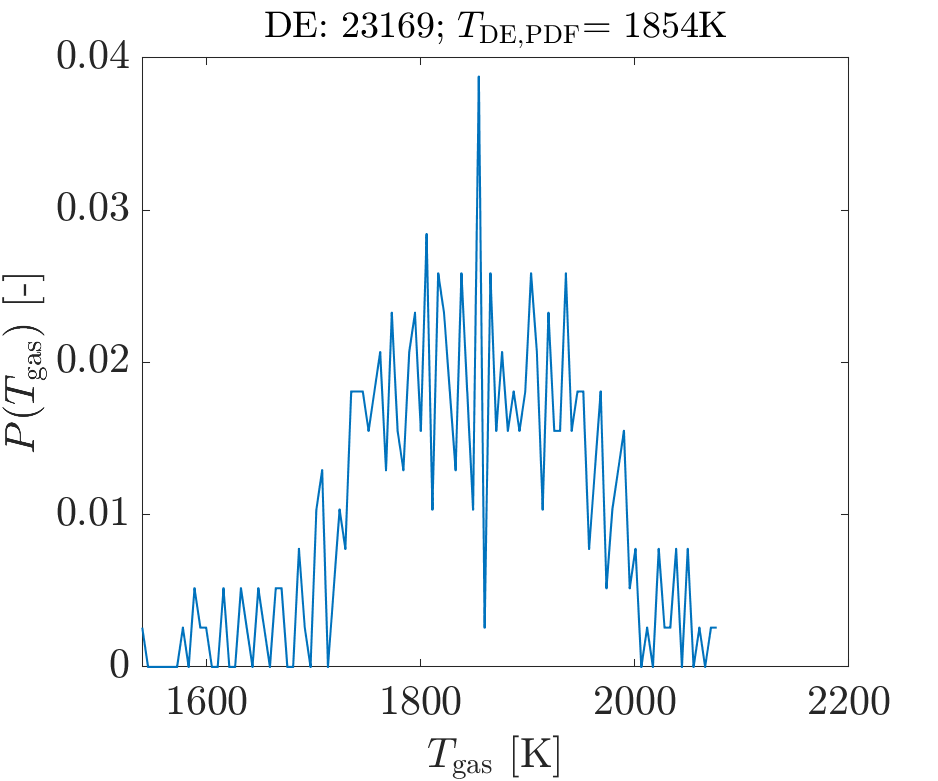 DE: 23169; T_DE,PDF= 1854K
0.04
0.03
0.02
0.01
0
P(T_gas) [-]
1600 1800 2000 2200
T_gas [K]